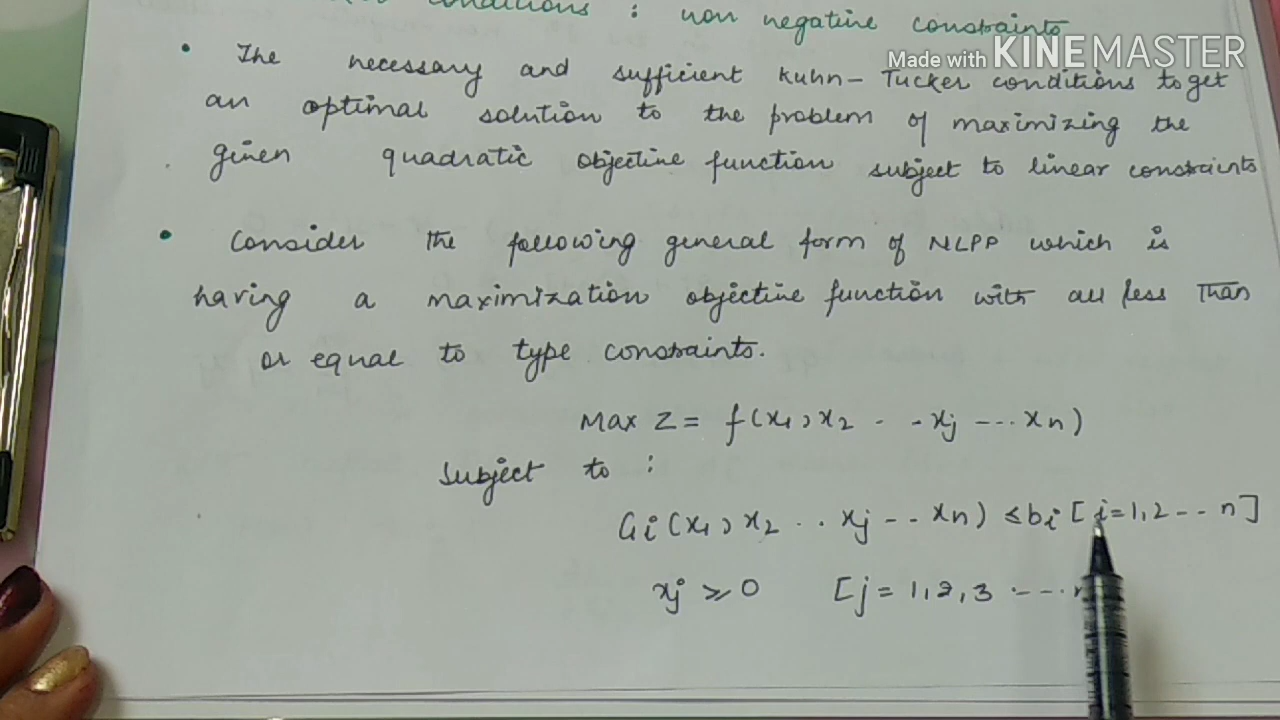 conditions : non negative constraints
Made with KINEMASTER
• The necessary and sufficient Kuhn-Tucker conditions to get
an optimal solution to the problem of maximizing the
given quadratic objective function subject to linear constraints
• Consider the following general form of NLPP which is
having a maximization objective function with all less than
or equal to type constraints.
Max Z = f(x₁, x₂ - - xj ---- xn)
Subject to :
Gi(x₁, x₂ .. xj -- xn) ≤ bi [i=1,2 -- n]
xj ≥ 0 [j = 1,2,3 ----